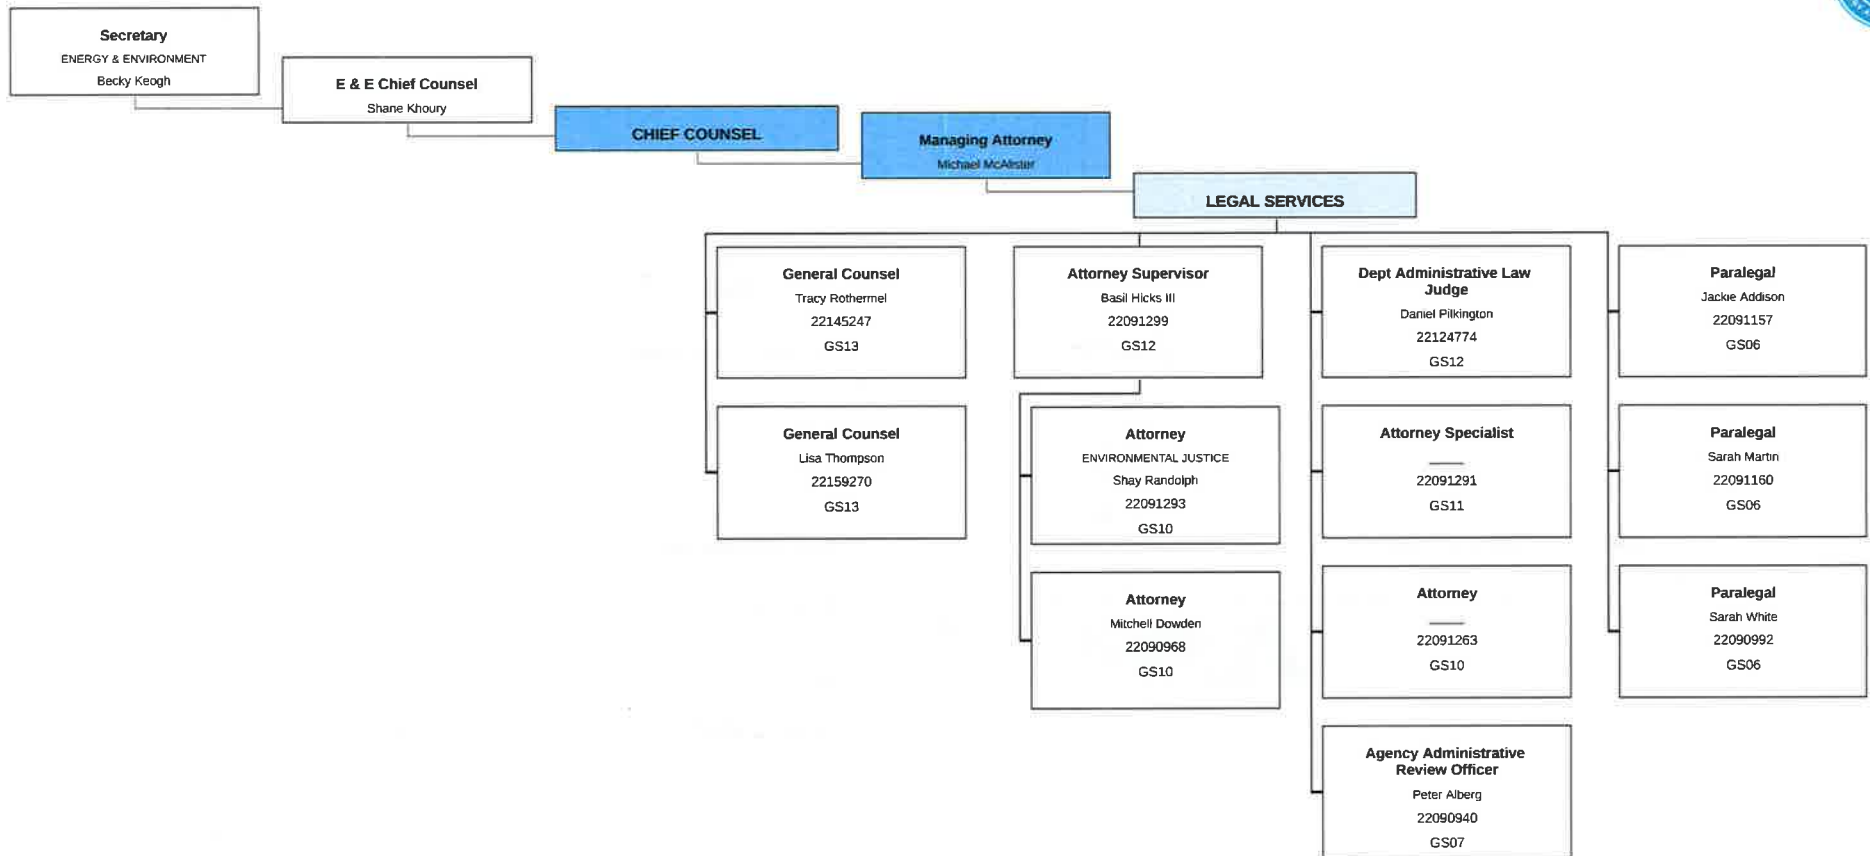 Secretary
ENERGY & ENVIRONMENT
Becky Keogh
E & E Chief Counsel
Shane Khoury
CHIEF COUNSEL
Managing Attorney
Michael McAlister
LEGAL SERVICES
General Counsel
Tracy Rothermel
22145247
GS13
General Counsel
Lisa Thompson
22159270
GS13
Attorney Supervisor
Basil Hicks III
22091299
GS12
Attorney
ENVIRONMENTAL JUSTICE
Shay Randolph
22091293
GS10
Attorney
Mitchell Dowden
22090968
GS10
Dept Administrative Law
Judge
Daniel Pilkington
22124774
GS12
Attorney Specialist
22091291
GS11
Attorney
22091263
GS10
Agency Administrative
Review Officer
Peter Alberg
22090940
GS07
Paralegal
Jackie Addison
22091157
GS06
Paralegal
Sarah Martin
22091160
GS06
Paralegal
Sarah White
22090992
GS06